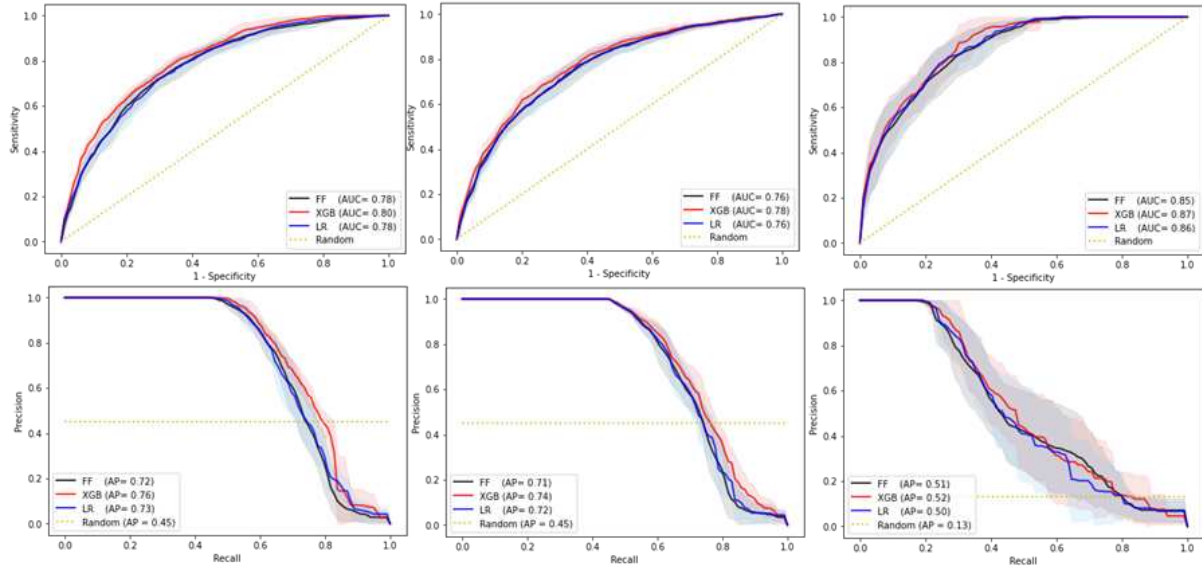 Sensitivity
1.0
0.8
0.6
0.4
0.2
0.0
FF (AUC= 0.78)
XGB (AUC= 0.80)
LR (AUC= 0.78)
Random
0.0 0.2 0.4 0.6 0.8 1.0
1 - Specificity
Sensitivity
1.0
0.8
0.6
0.4
0.2
0.0
FF (AUC= 0.76)
XGB (AUC= 0.78)
LR (AUC= 0.76)
Random
0.0 0.2 0.4 0.6 0.8 1.0
1 - Specificity
Sensitivity
1.0
0.8
0.6
0.4
0.2
0.0
FF (AUC= 0.85)
XGB (AUC= 0.87)
LR (AUC= 0.86)
Random
0.0 0.2 0.4 0.6 0.8 1.0
1 - Specificity
Precision
1.0
0.8
0.6
0.4
0.2
0.0
FF (AP= 0.72)
XGB (AP= 0.76)
LR (AP= 0.73)
Random (AP = 0.45)
0.0 0.2 0.4 0.6 0.8 1.0
Recall
Precision
1.0
0.8
0.6
0.4
0.2
0.0
FF (AP= 0.71)
XGB (AP= 0.74)
LR (AP= 0.72)
Random (AP = 0.45)
0.0 0.2 0.4 0.6 0.8 1.0
Recall
Precision
1.0
0.8
0.6
0.4
0.2
0.0
FF (AP= 0.51)
XGB (AP= 0.52)
LR (AP= 0.50)
Random (AP = 0.13)
0.0 0.2 0.4 0.6 0.8 1.0
Recall